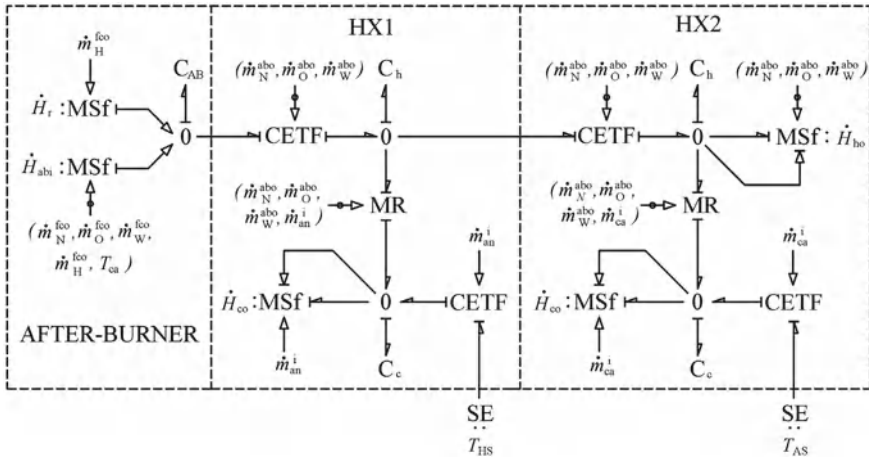 HX1
HX2
ṁ_H^fco
C_AB
(ṁ_N^abo, ṁ_O^abo, ṁ_W^abo)
C_h
(ṁ_N^abo, ṁ_O^abo, ṁ_W^abo)
C_h
(ṁ_N^abo, ṁ_O^abo, ṁ_W^abo)
Ḣ_r : MSf
0
CETF
0
CETF
0
MSf : Ḣ_ho
Ḣ_abi : MSf
(ṁ_N^fco, ṁ_O^fco, ṁ_W^fco,
ṁ_H^fco, T_ca)
(ṁ_N^abo, ṁ_O^abo,
ṁ_W^abo, ṁ_an^i)
MR
(ṁ_N^abo, ṁ_O^abo,
ṁ_W^abo, ṁ_ca^i)
MR
ṁ_an^i
ṁ_ca^i
Ḣ_co : MSf
0
CETF
Ḣ_co : MSf
0
CETF
AFTER-BURNER
ṁ_an^i
C_c
ṁ_ca^i
C_c
SE
..
T_HS
SE
..
T_AS